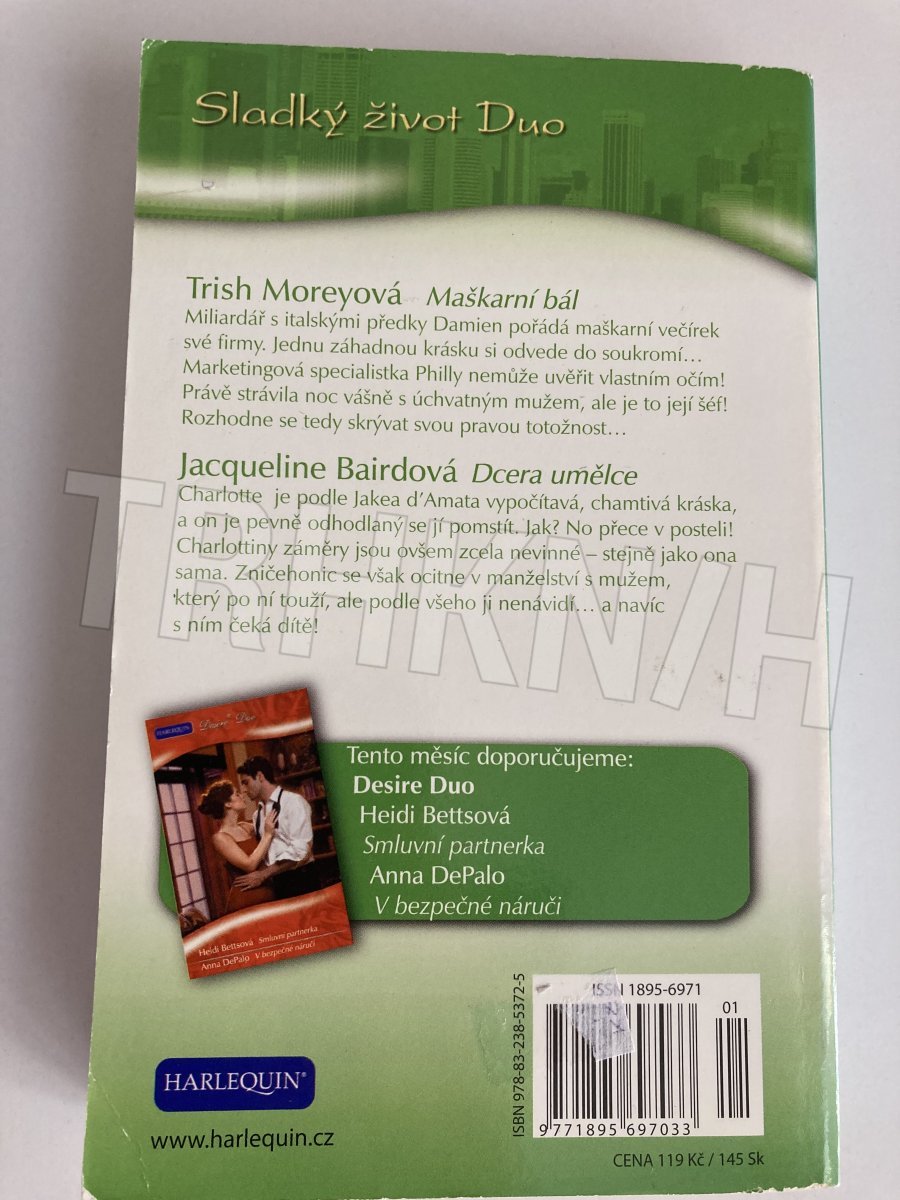 Sladký život Duo
Trish Moreyová Maškarní bál
Miliardář s italskými předky Damien pořádá maškarní večírek
své firmy. Jednu záhadnou krásku si odvede do soukromí…
Marketingová specialistka Philly nemůže uvěřit vlastním očím!
Právě strávila noc vášně s úchvatným mužem, ale je to její šéf!
Rozhodne se tedy skrývat svou pravou totožnost…
Jacqueline Bairdová Dcera umělce
Charlotte je podle Jakea d’Amata vypočítavá, chamtivá kráska,
a on je pevně odhodlaný se jí pomstít. Jak? No přece v posteli!
Charlottiny záměry jsou ovšem zcela nevinné – stejně jako ona
sama. Zničehonic se však ocitne v manželství s mužem,
který po ní touží, ale podle všeho ji nenávidí… a navíc
s ním čeká dítě!
TRHKNIH
HARLEQUIN Desire® Duo
Heidi Bettsová Smluvní partnerka
Anna DePalo V bezpečné náruči
Tento měsíc doporučujeme:
Desire Duo
Heidi Bettsová
Smluvní partnerka
Anna DePalo
V bezpečné náruči
HARLEQUIN®
www.harlequin.cz
ISBN 978-83-238-5372-5
ISSN 1895-6971
01
9771895697033
CENA 119 Kč / 145 Sk